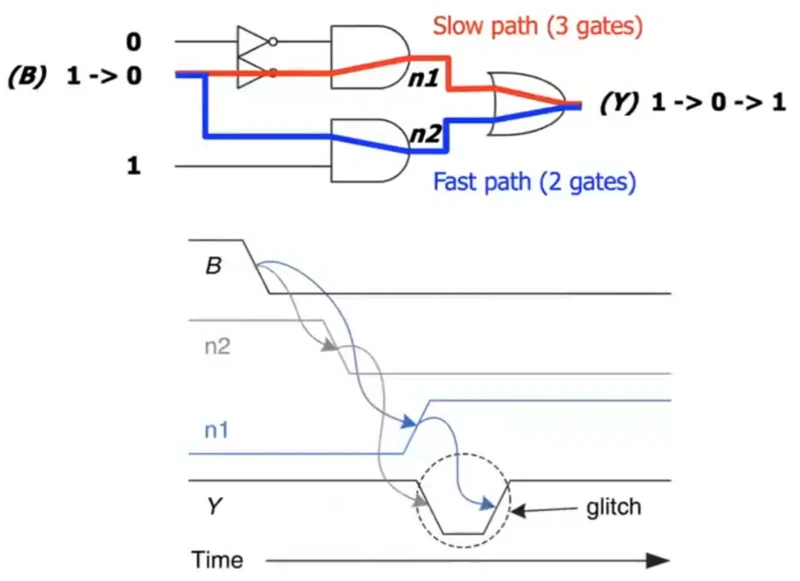 Slow path (3 gates)
0
(B) 1 -> 0
n1
(Y) 1 -> 0 -> 1
n2
1
Fast path (2 gates)
B
n2
n1
Y
glitch
Time